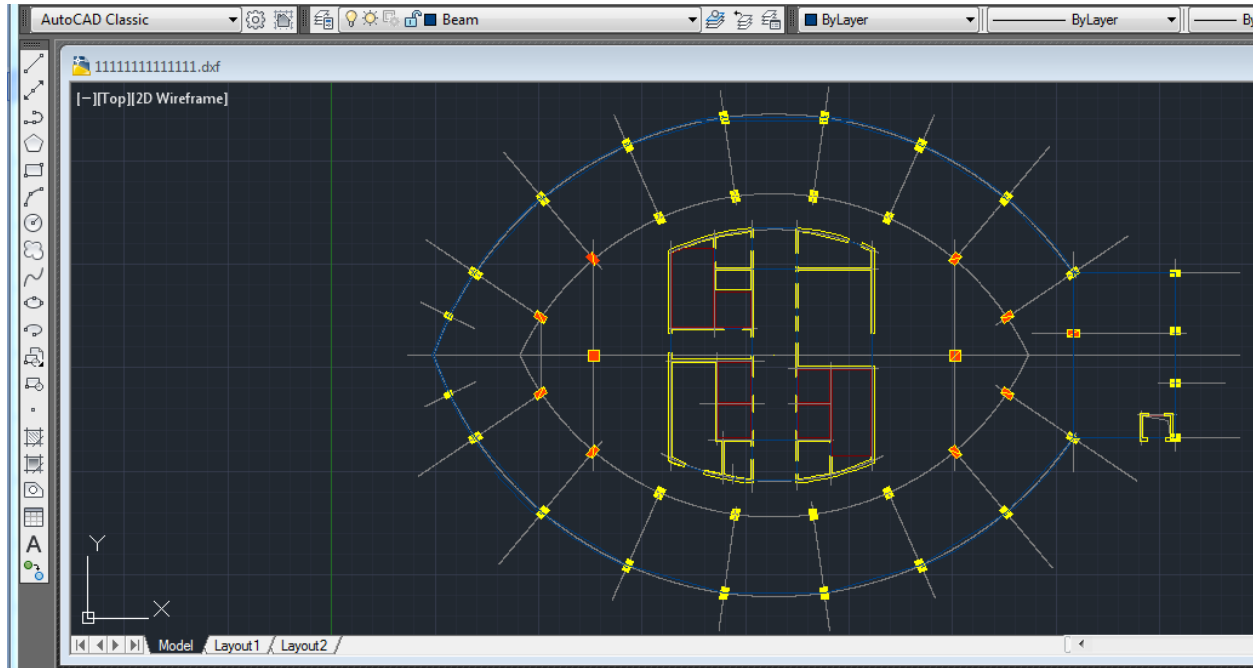 AutoCAD Classic Beam ByLayer ByLayer
11111111111111.dxf
[−][Top][2D Wireframe]
A
Y
X
Model Layout1 Layout2